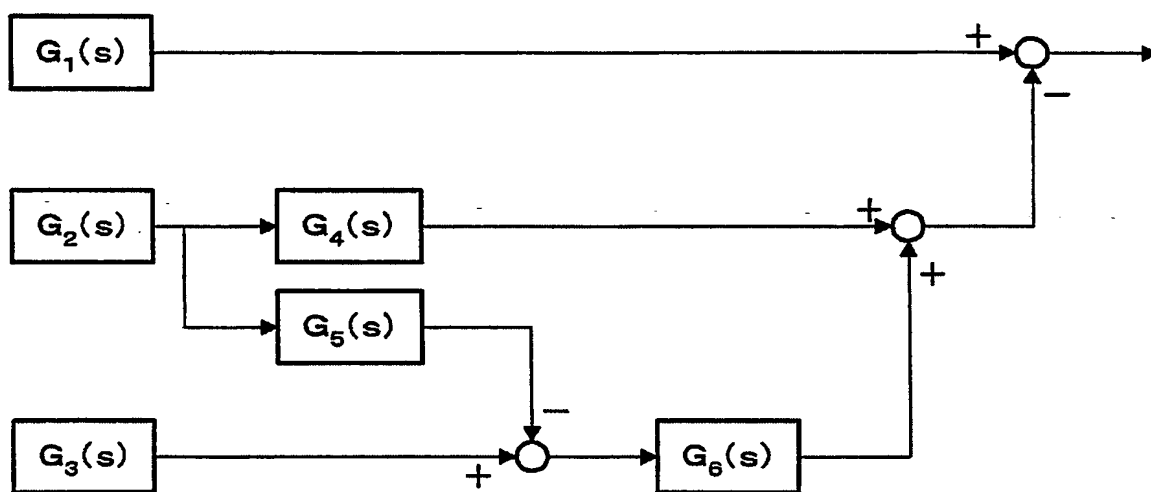 G₁(s)
+
−
G₂(s)
G₄(s)
+
+
G₅(s)
−
G₃(s)
+
G₆(s)